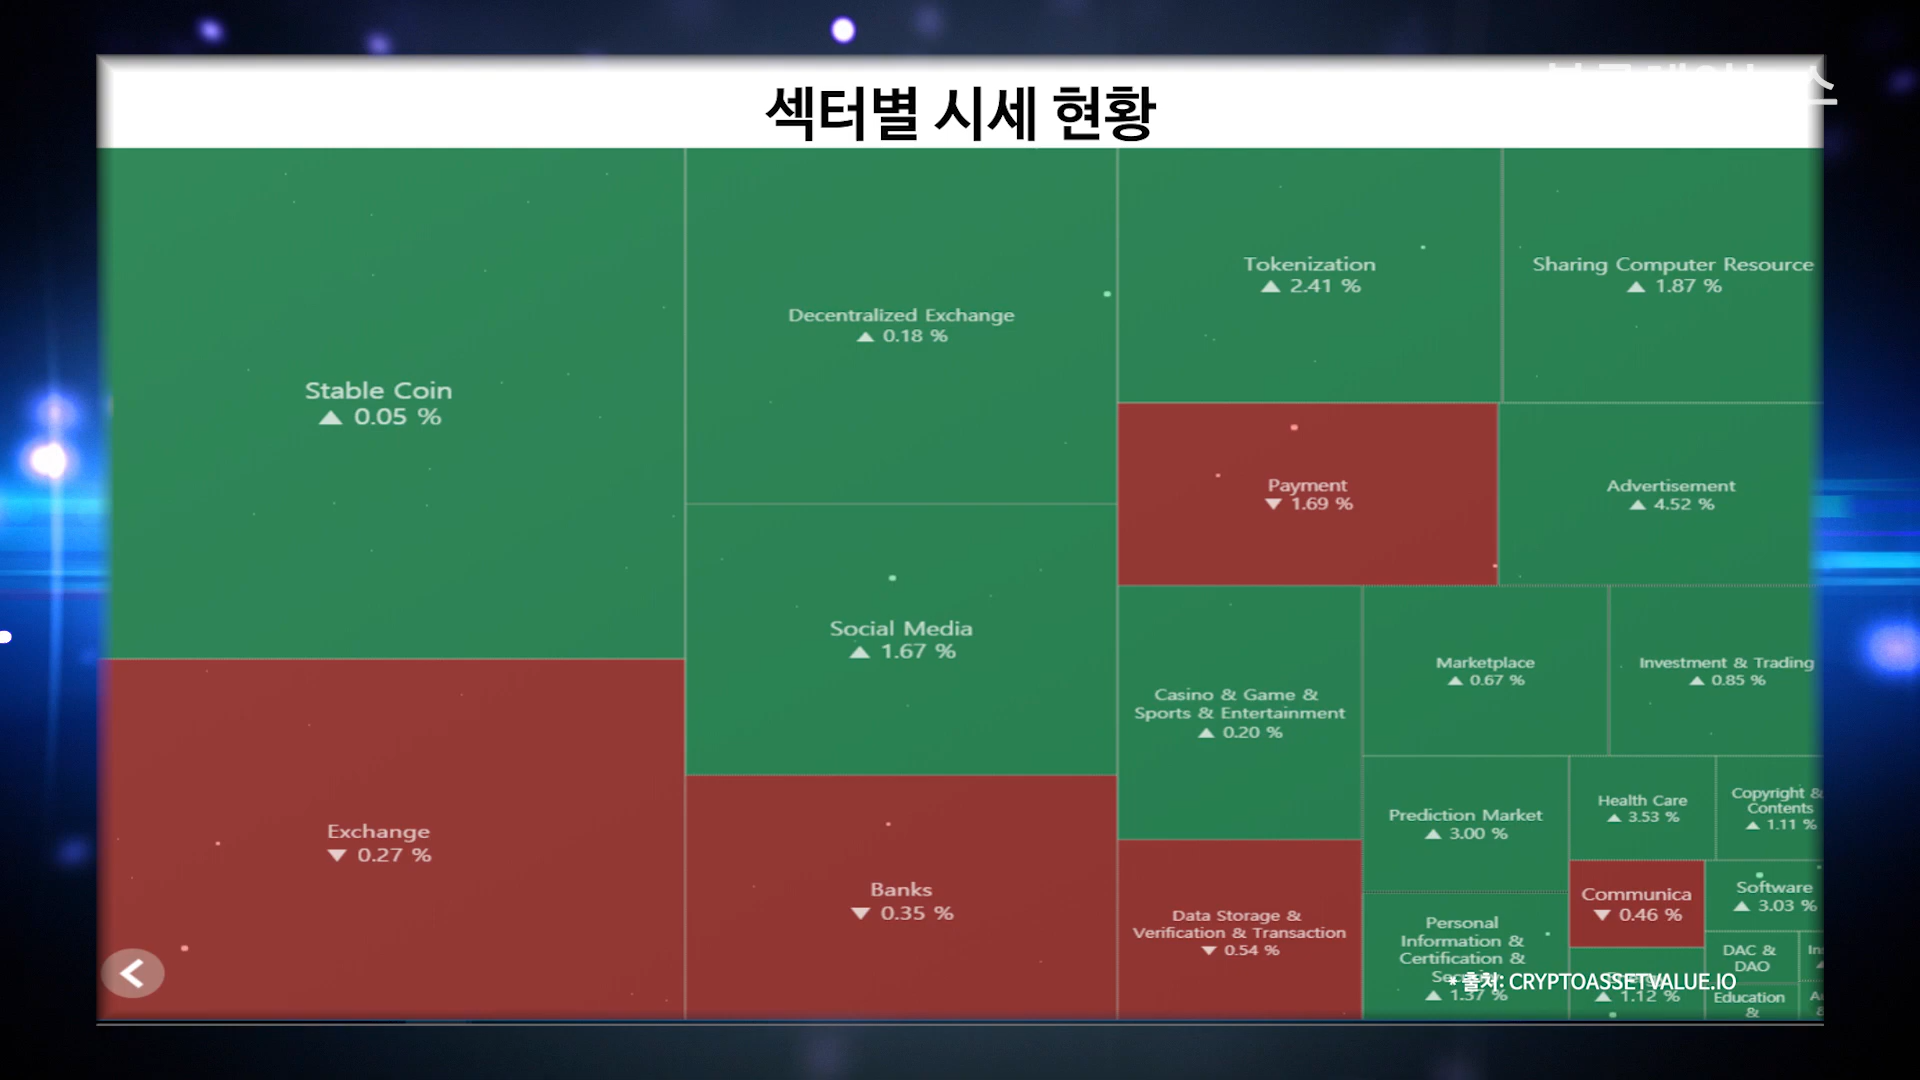 섹터별 시세 현황
Stable Coin
▲ 0.05 %
Decentralized Exchange
▲ 0.18 %
Tokenization
▲ 2.41 %
Sharing Computer Resource
▲ 1.87 %
Payment
▼ 1.69 %
Advertisement
▲ 4.52 %
Social Media
▲ 1.67 %
Casino & Game &
Sports & Entertainment
▲ 0.20 %
Marketplace
▲ 0.67 %
Investment & Trading
▲ 0.85 %
Exchange
▼ 0.27 %
Banks
▼ 0.35 %
Data Storage &
Verification & Transaction
▼ 0.54 %
Prediction Market
▲ 3.00 %
Health Care
▲ 3.53 %
Copyright &
Contents
▲ 1.11 %
Communica
▼ 0.46 %
Software
▲ 3.03 %
Personal
Information &
Certification &
▲ 1.37 %
▲ 1.12 %
DAC &
DAO
Education
&
* 출처: CRYPTOASSETVALUE.IO